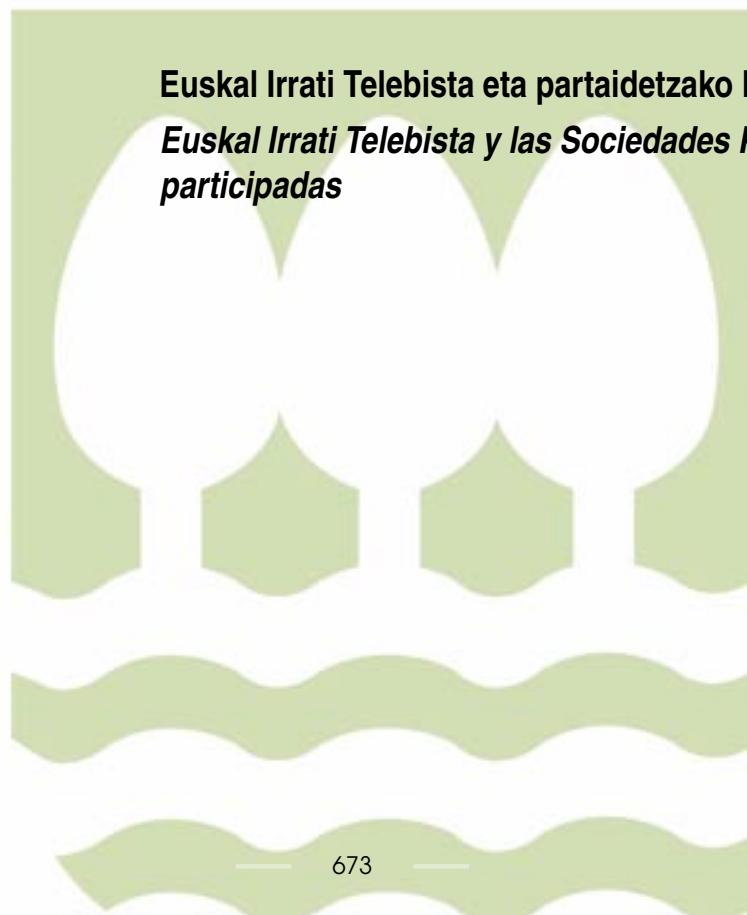 Euskal Irrati Telebista eta partaidetzako
Euskal Irrati Telebista y las Sociedades
participadas
673